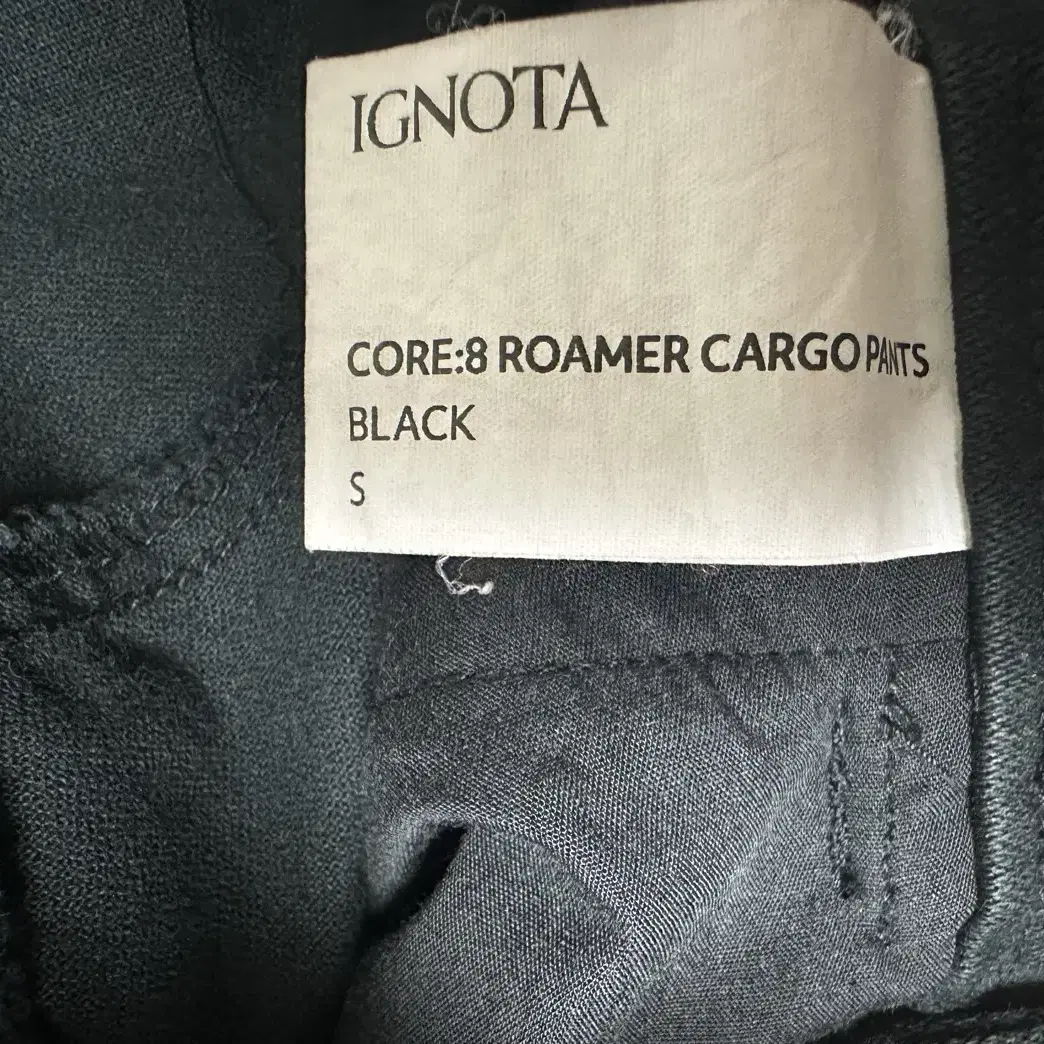 IGNOTA
CORE:8 ROAMER CARGO PANTS
BLACK
S